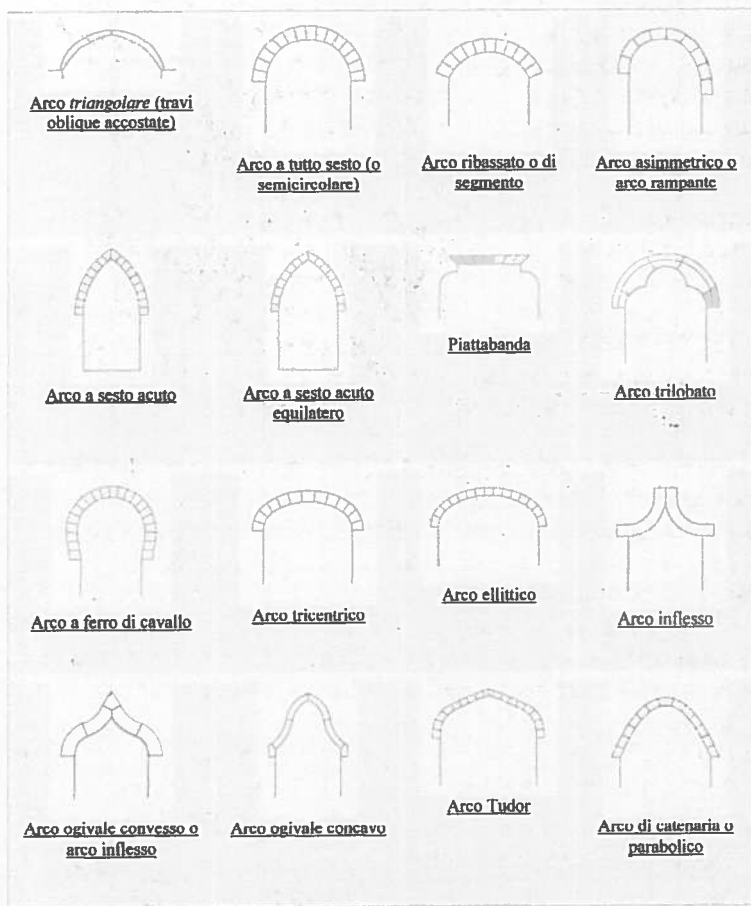 Arco triangolare (travi
oblique accostate)
Arco a tutto sesto (o
semicircolare)
Arco ribassato o di
segmento
Arco asimmetrico o
arco rampante
Arco a sesto acuto
Arco a sesto acuto
equilatero
Piattabanda
Arco trilobato
Arco a ferro di cavallo
Arco tricentrico
Arco ellittico
Arco inflesso
Arco ogivale convesso o
arco inflesso
Arco ogivale concavo
Arco Tudor
Arco di catenaria o
parabolico